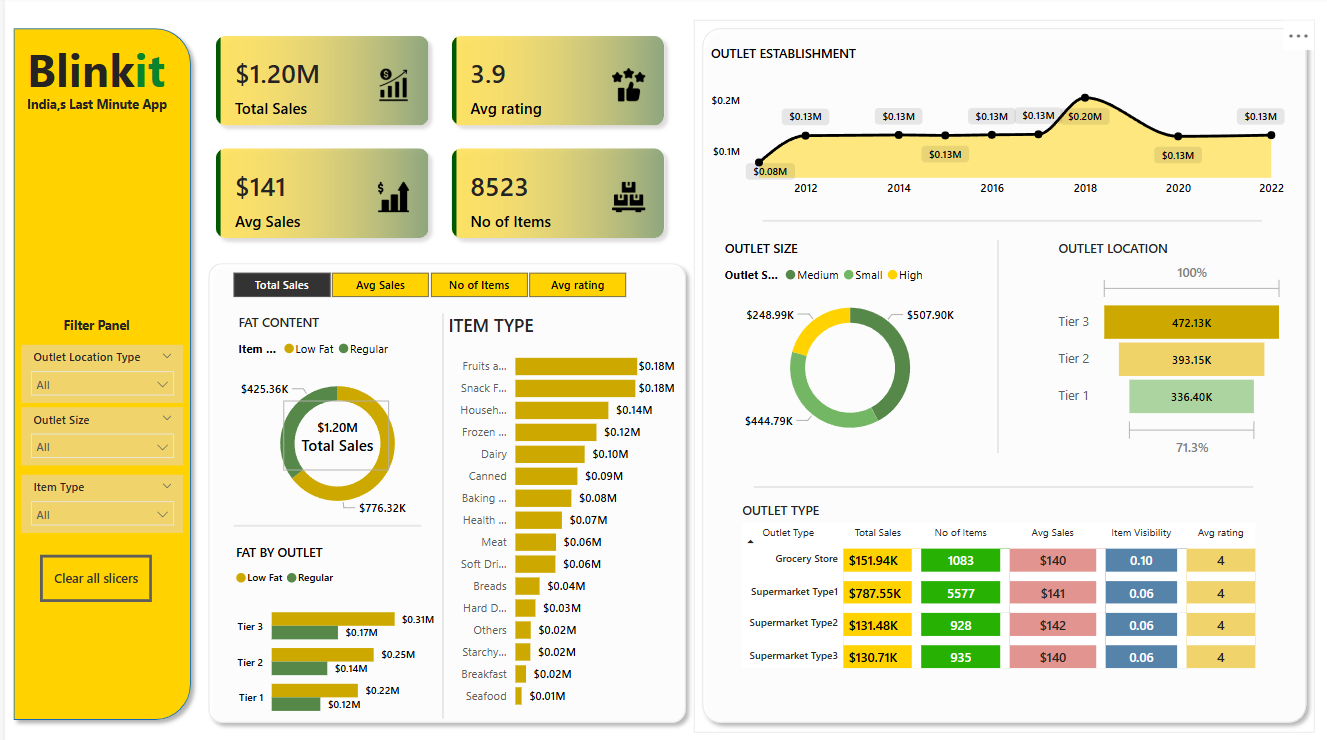 Blinkit
India,s Last Minute App
Filter Panel
Outlet Location Type
All
Outlet Size
All
Item Type
All
Clear all slicers
$1.20M
Total Sales
3.9
Avg rating
$141
Avg Sales
8523
No of Items
Total Sales Avg Sales No of Items Avg rating
FAT CONTENT
Item ... Low Fat Regular
$425.36K
$1.20M
Total Sales
$776.32K
FAT BY OUTLET
Low Fat Regular
Tier 3 $0.31M
$0.17M
Tier 2 $0.25M
$0.14M
Tier 1 $0.22M
$0.12M
ITEM TYPE
Fruits a... $0.18M
Snack F... $0.18M
Househ... $0.14M
Frozen ... $0.12M
Dairy $0.10M
Canned $0.09M
Baking ... $0.08M
Health ... $0.07M
Meat $0.06M
Soft Dri... $0.06M
Breads $0.04M
Hard D... $0.03M
Others $0.02M
Starchy... $0.02M
Breakfast $0.02M
Seafood $0.01M
OUTLET ESTABLISHMENT
$0.2M
$0.1M
$0.08M $0.13M $0.13M $0.13M $0.13M $0.13M $0.20M $0.13M $0.13M
2012 2014 2016 2018 2020 2022
OUTLET SIZE
Outlet S... Medium Small High
$248.99K $507.90K
$444.79K
OUTLET LOCATION
100%
Tier 3 472.13K
Tier 2 393.15K
Tier 1 336.40K
71.3%
OUTLET TYPE
Outlet Type Total Sales No of Items Avg Sales Item Visibility Avg rating
Grocery Store $151.94K 1083 $140 0.10 4
Supermarket Type1 $787.55K 5577 $141 0.06 4
Supermarket Type2 $131.48K 928 $142 0.06 4
Supermarket Type3 $130.71K 935 $140 0.06 4